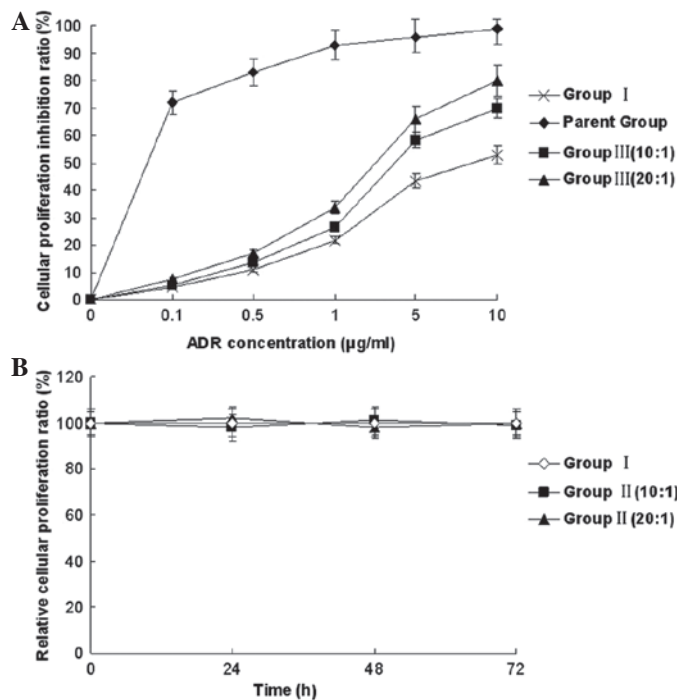 A
Cellular proliferation inhibition ratio (%)
100
90
80
70
60
50
40
30
20
10
0
0
0.1
0.5
1
5
10
ADR concentration (µg/ml)
Group I
Parent Group
Group III (10:1)
Group III (20:1)
B
Relative cellular proliferation ratio (%)
120
100
80
60
40
20
0
0
24
48
72
Time (h)
Group I
Group II (10:1)
Group II (20:1)